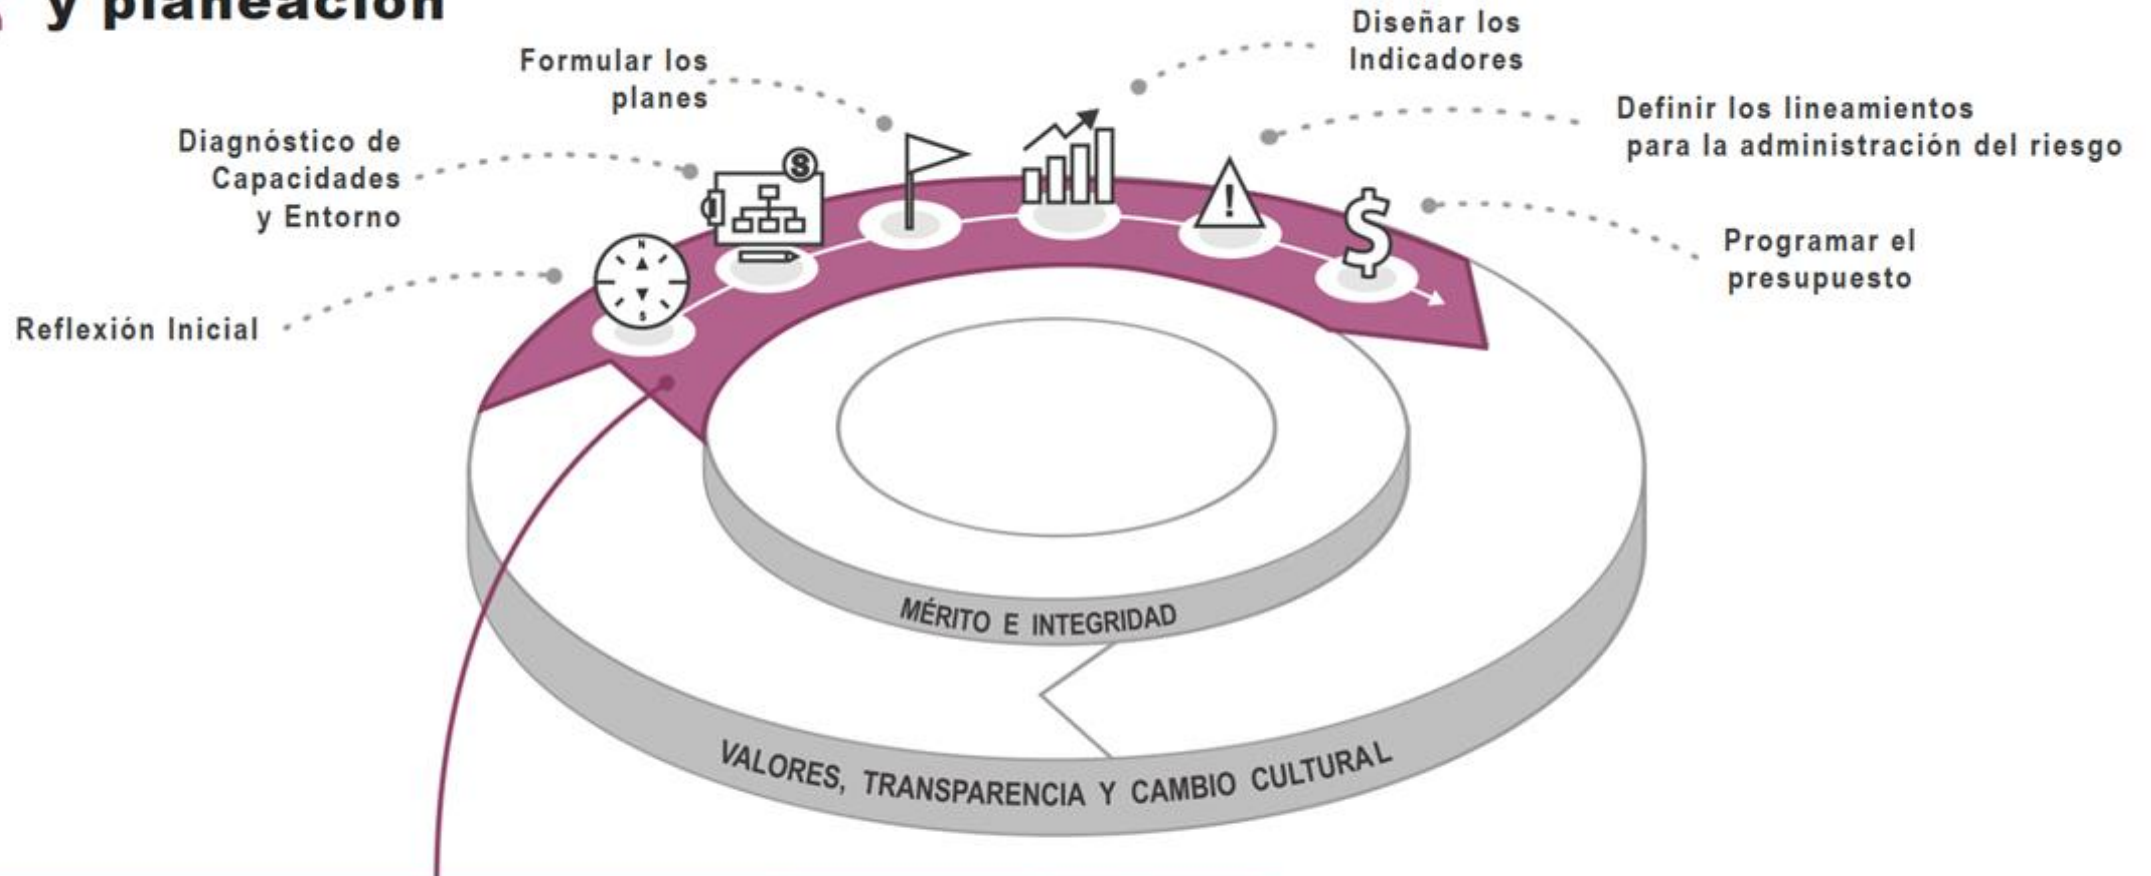 y planeación
Diseñar los
Indicadores
Formular los
planes
Definir los lineamientos
para la administración del riesgo
Diagnóstico de
Capacidades
y Entorno
Programar el
presupuesto
Reflexión Inicial
N
S
$
!
$
MÉRITO E INTEGRIDAD
VALORES, TRANSPARENCIA Y CAMBIO CULTURAL